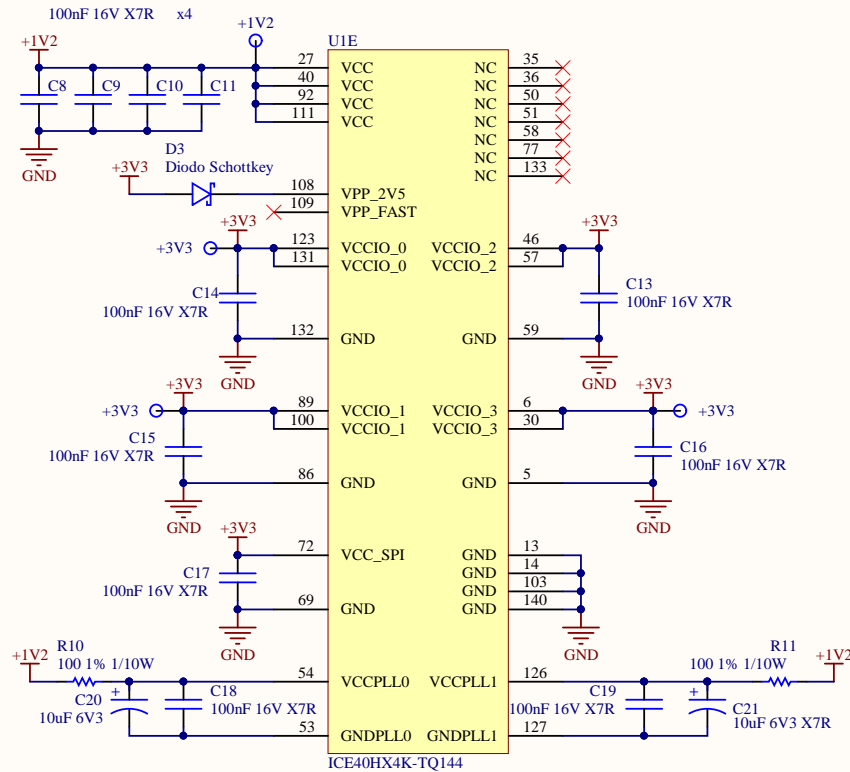 100nF 16V X7R x4
+1V2
+1V2
C8
C9
C10
C11
GND
U1E
27 VCC
40 VCC
92 VCC
111 VCC
NC 35
NC 36
NC 50
NC 51
NC 58
NC 77
NC 133
D3
Diodo Schottkey
+3V3
108 VPP_2V5
109 VPP_FAST
+3V3
+3V3
123 VCCIO_0
131 VCCIO_0
C14
100nF 16V X7R
132 GND
GND
+3V3
VCCIO_2 46
VCCIO_2 57
C13
100nF 16V X7R
GND 59
GND
+3V3
+3V3
89 VCCIO_1
100 VCCIO_1
C15
100nF 16V X7R
86 GND
GND
+3V3
+3V3
VCCIO_3 6
VCCIO_3 30
C16
100nF 16V X7R
GND 5
GND
+3V3
72 VCC_SPI
C17
100nF 16V X7R
69 GND
GND
GND 13
GND 14
GND 103
GND 140
GND
R10
+1V2
100 1% 1/10W
54 VCCPLL0
C20
10uF 6V3
+
C18
100nF 16V X7R
53 GNDPLL0
R11
+1V2
100 1% 1/10W
VCCPLL1 126
C19
100nF 16V X7R
+
C21
10uF 6V3 X7R
GNDPLL1 127
ICE40HX4K-TQ144